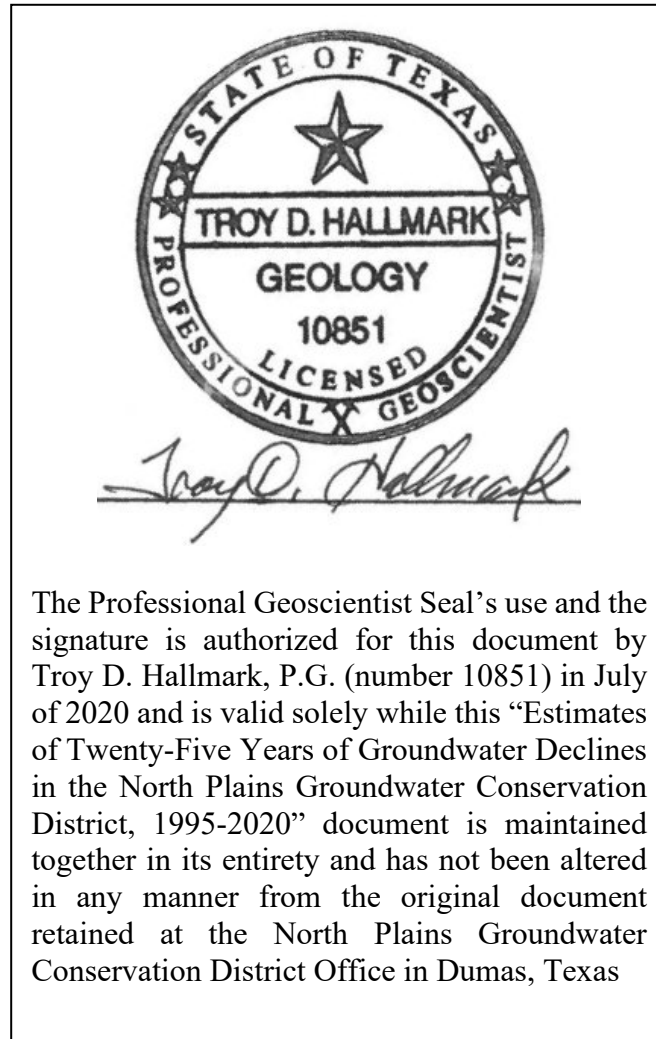 STATE OF TEXAS
TROY D. HALLMARK
GEOLOGY
10851
LICENSED
PROFESSIONAL GEOSCIENTIST
Troy D. Hallmark
The Professional Geoscientist Seal’s use and the
signature is authorized for this document by
Troy D. Hallmark, P.G. (number 10851) in July
of 2020 and is valid solely while this “Estimates
of Twenty-Five Years of Groundwater Declines
in the North Plains Groundwater Conservation
District, 1995-2020” document is maintained
together in its entirety and has not been altered
in any manner from the original document
retained at the North Plains Groundwater
Conservation District Office in Dumas, Texas